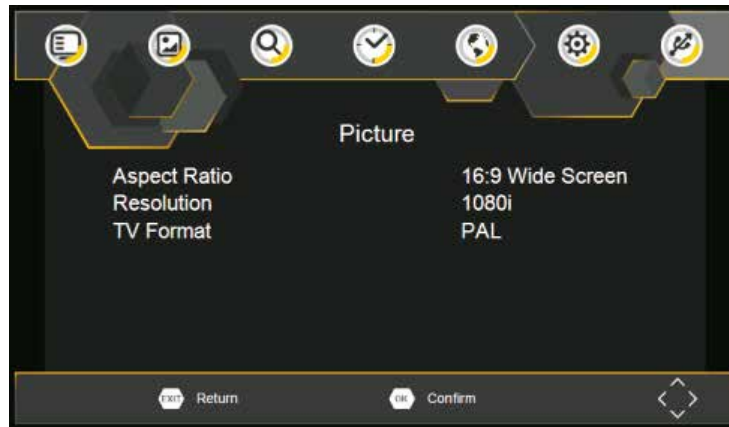 Picture
Aspect Ratio 16:9 Wide Screen
Resolution 1080i
TV Format PAL
EXIT Return OK Confirm